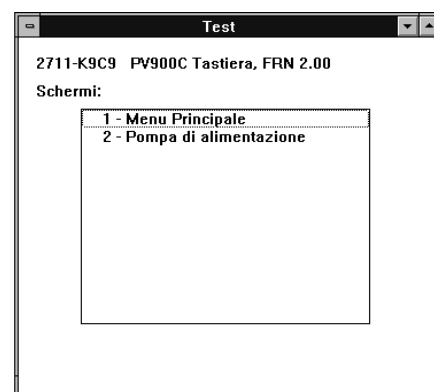 Test
2711-K9C9 PV900C Tastiera, FRN 2.00
Schermi:
1 - Menu Principale
2 - Pompa di alimentazione